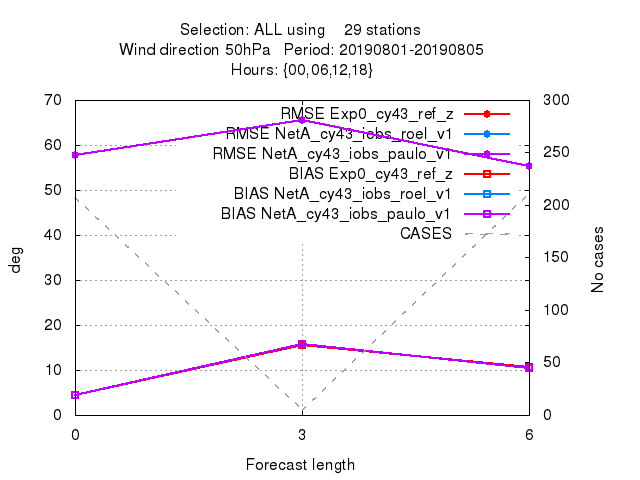 Selection: ALL using 29 stations
Wind direction 50hPa Period: 20190801-20190805
Hours: {00,06,12,18}
70 300
RMSE Exp0_cy43_ref_z
RMSE NetA_cy43_iobs_roel_v1
60
RMSE NetA_cy43_iobs_paulo_v1
250
BIAS Exp0_cy43_ref_z
50
BIAS NetA_cy43_iobs_roel_v1
200
BIAS NetA_cy43_iobs_paulo_v1
40
CASES
deg
No cases
150
30
100
20
50
10
0 0
0 3 6
Forecast length